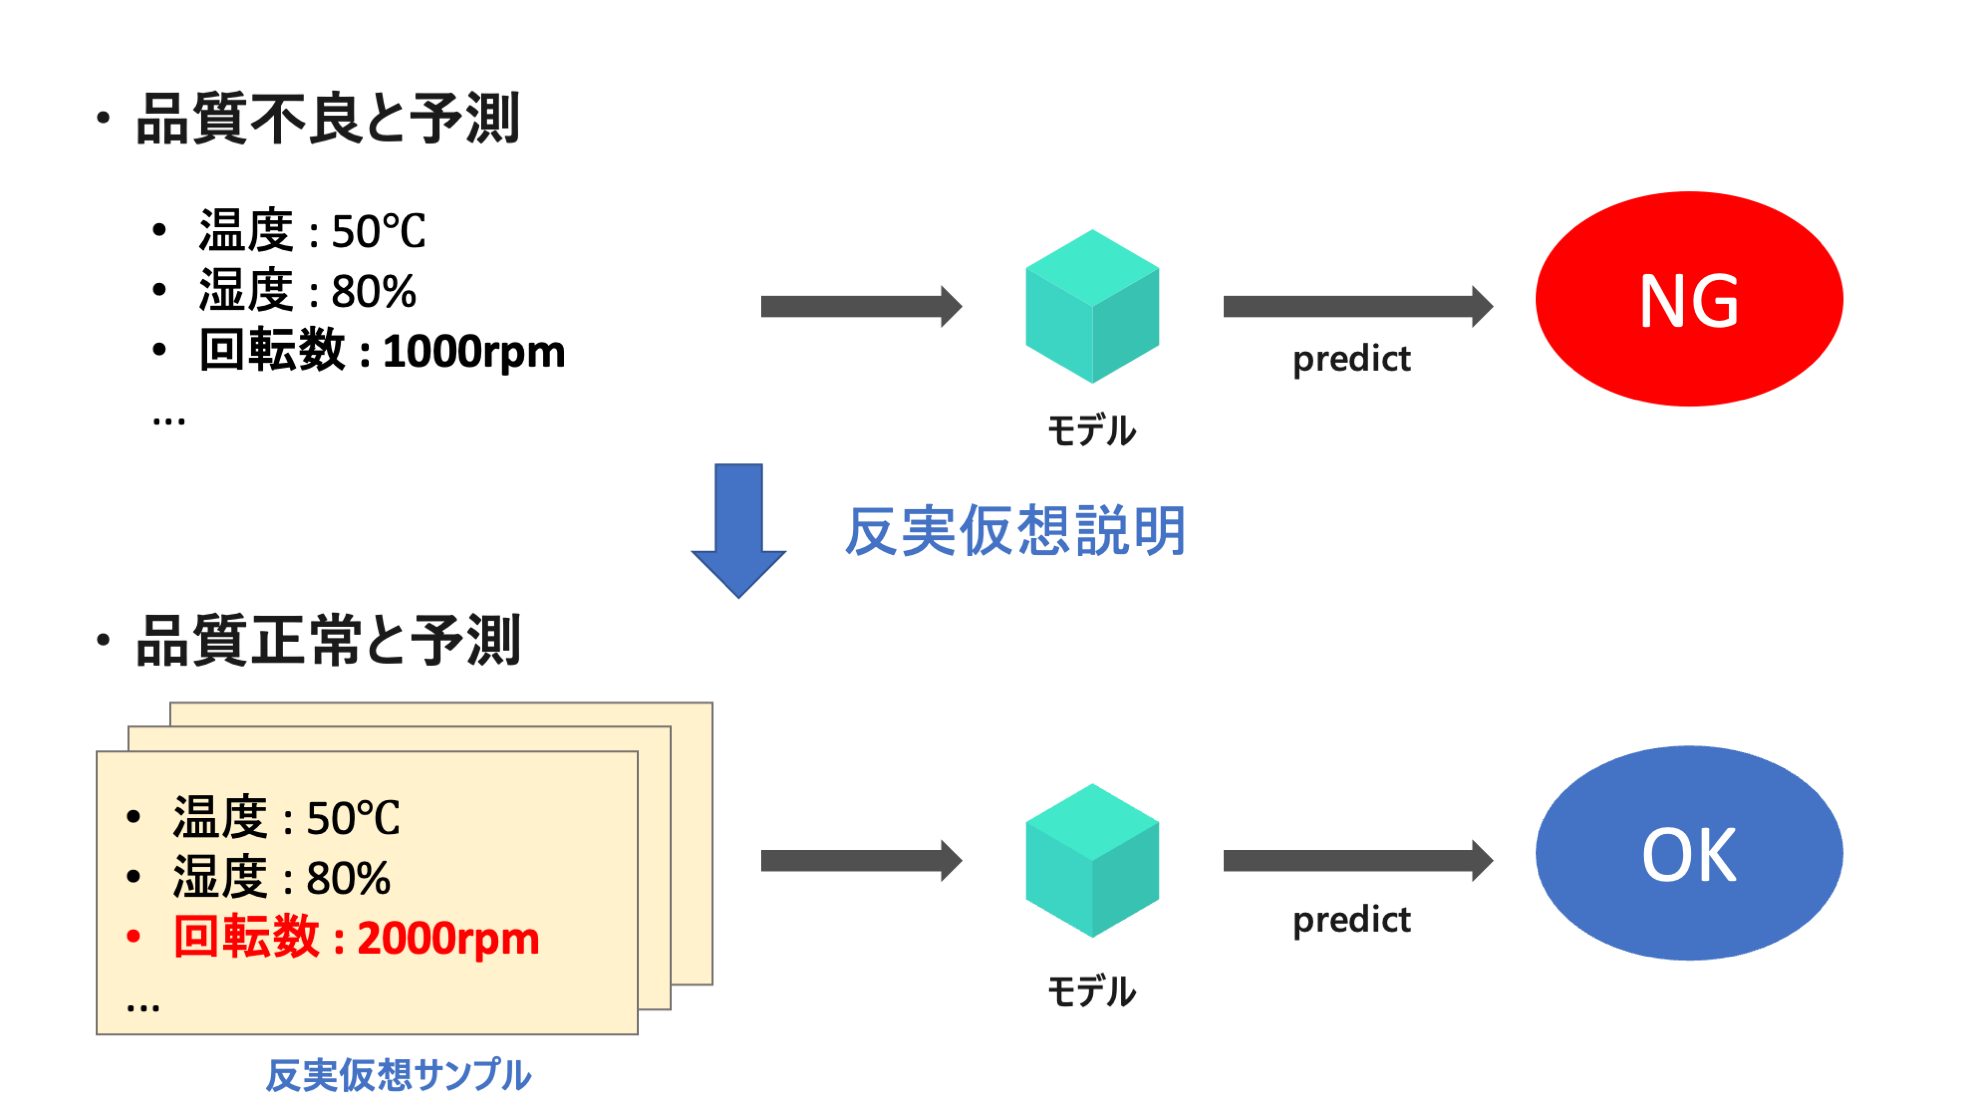 ・品質不良と予測
• 温度 : 50℃
• 湿度 : 80%
• 回転数 : 1000rpm
...
モデル
predict
NG
反実仮想説明
・品質正常と予測
• 温度 : 50℃
• 湿度 : 80%
• 回転数 : 2000rpm
...
反実仮想サンプル
モデル
predict
OK